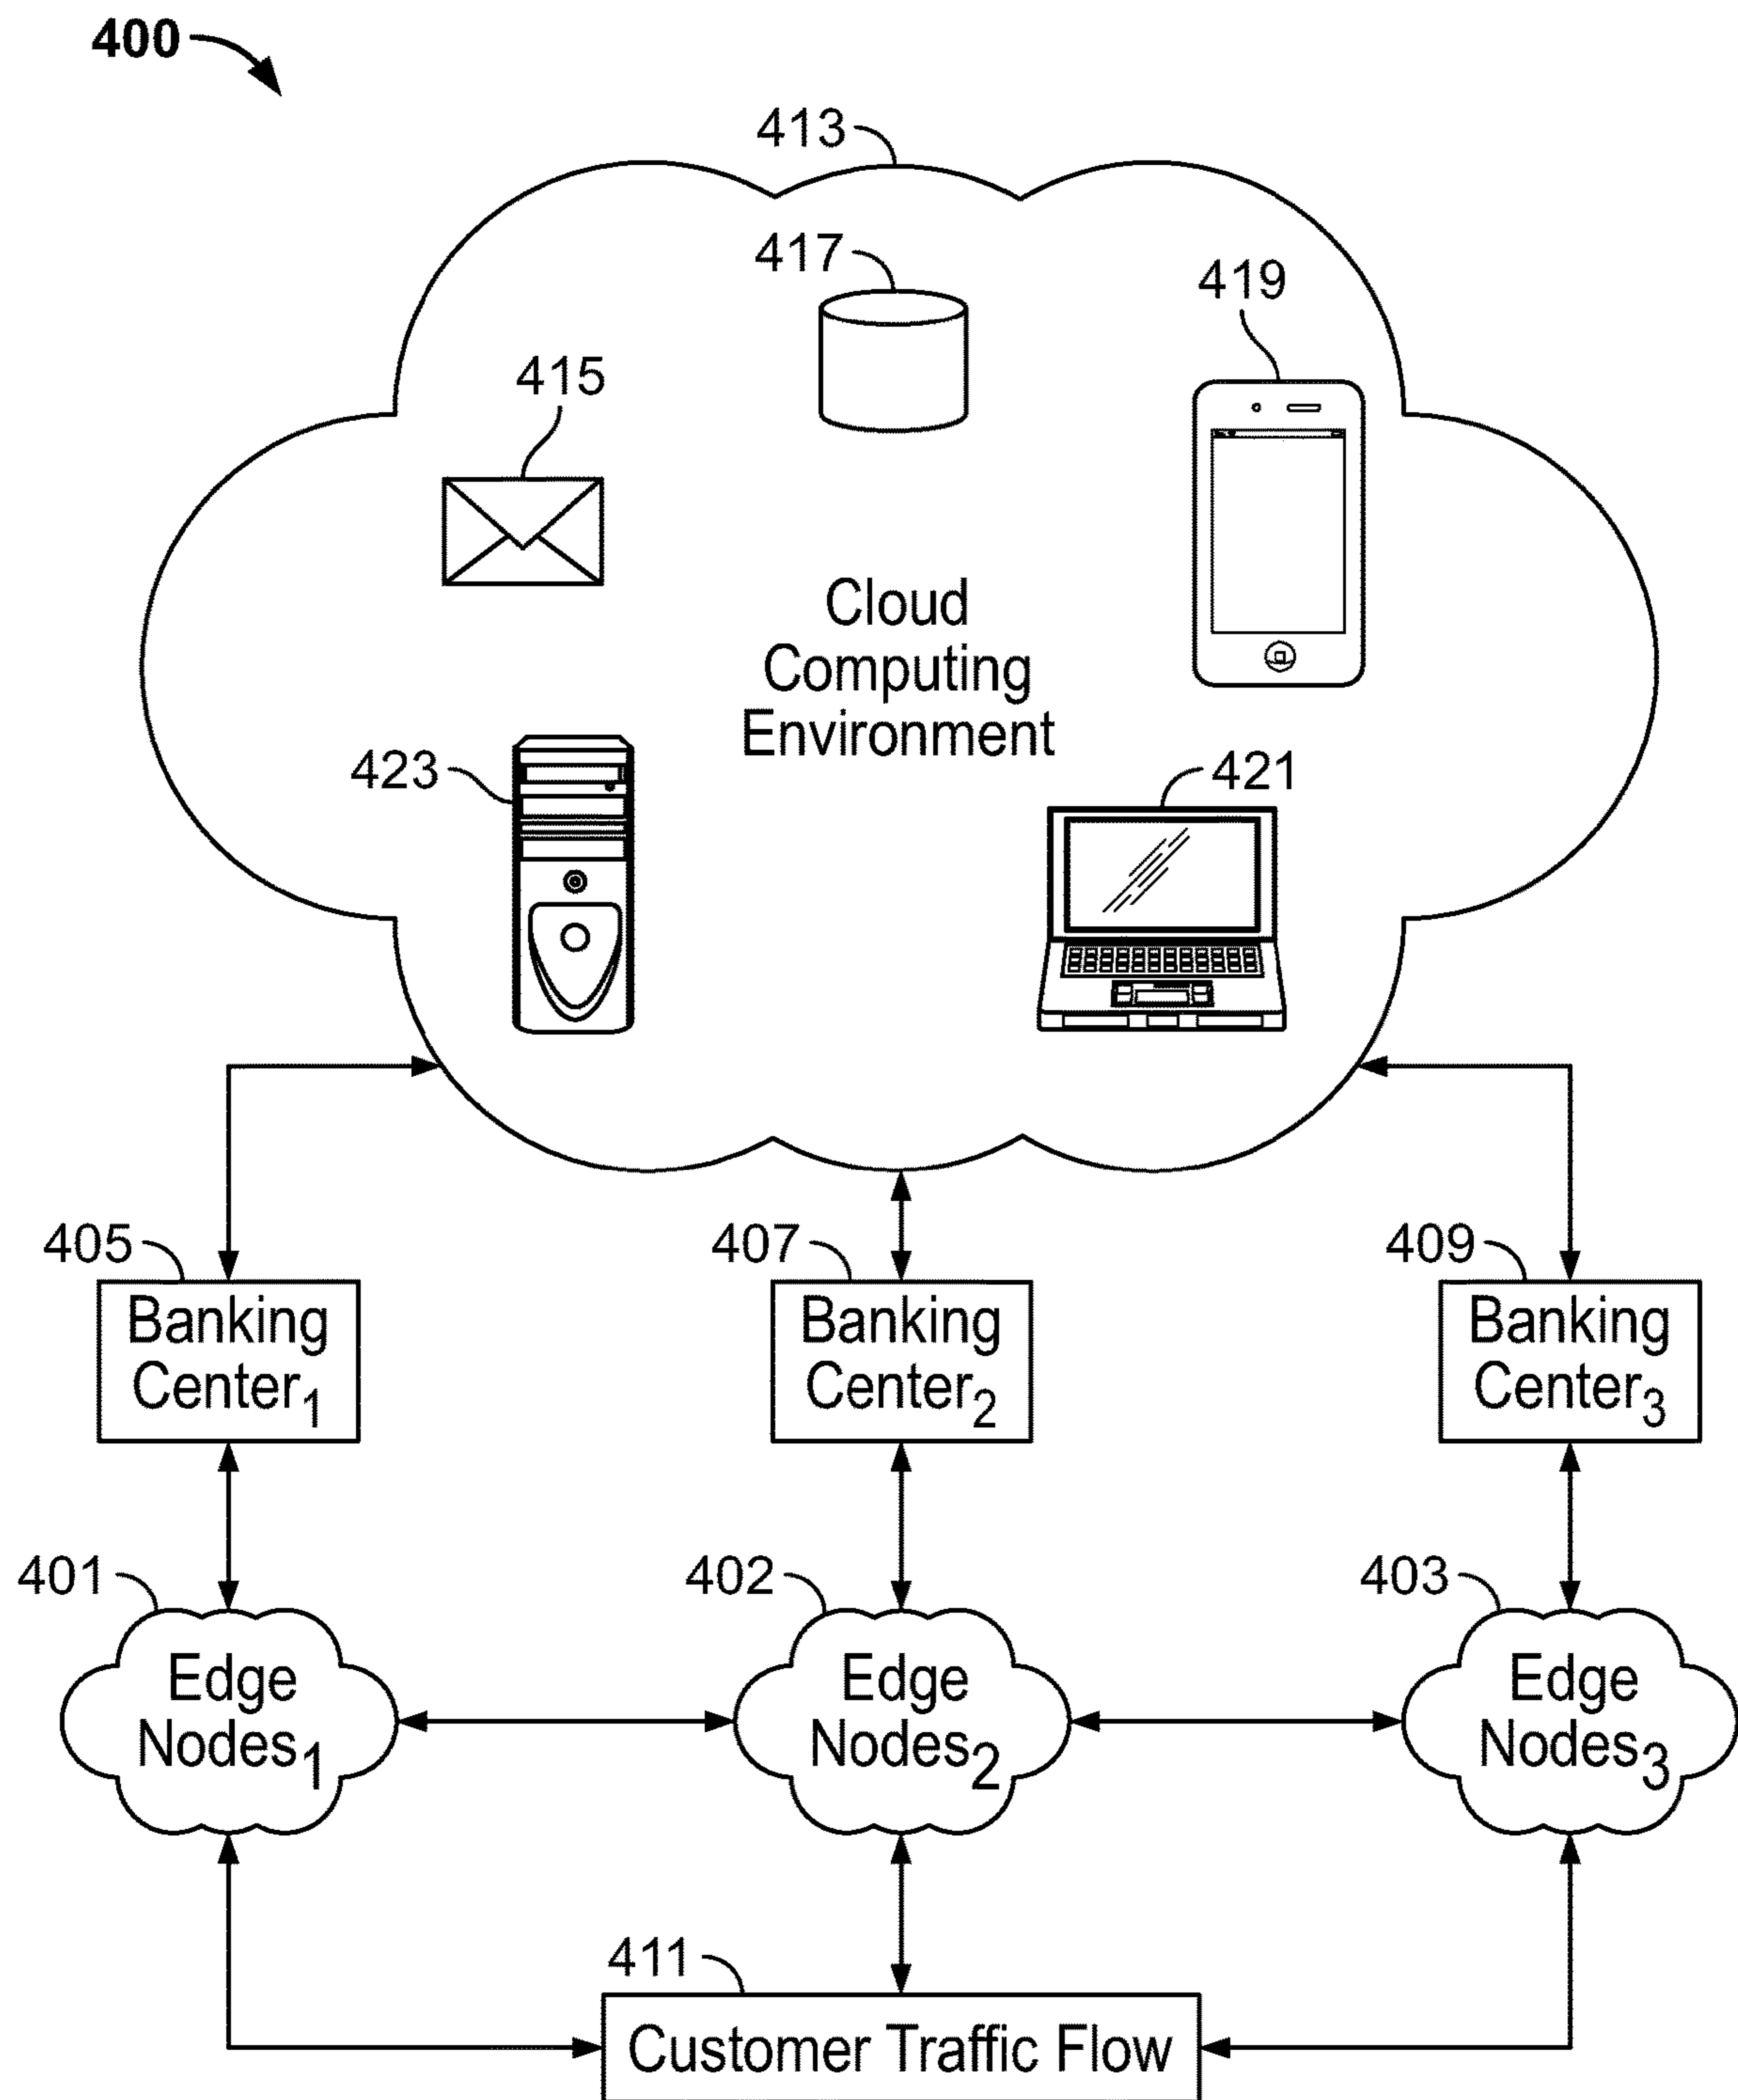 400
413
417
419
415
Cloud
Computing
Environment
423
421
405
407
409
Banking
Center₁
Banking
Center₂
Banking
Center₃
401
402
403
Edge
Nodes₁
Edge
Nodes₂
Edge
Nodes₃
411
Customer Traffic Flow